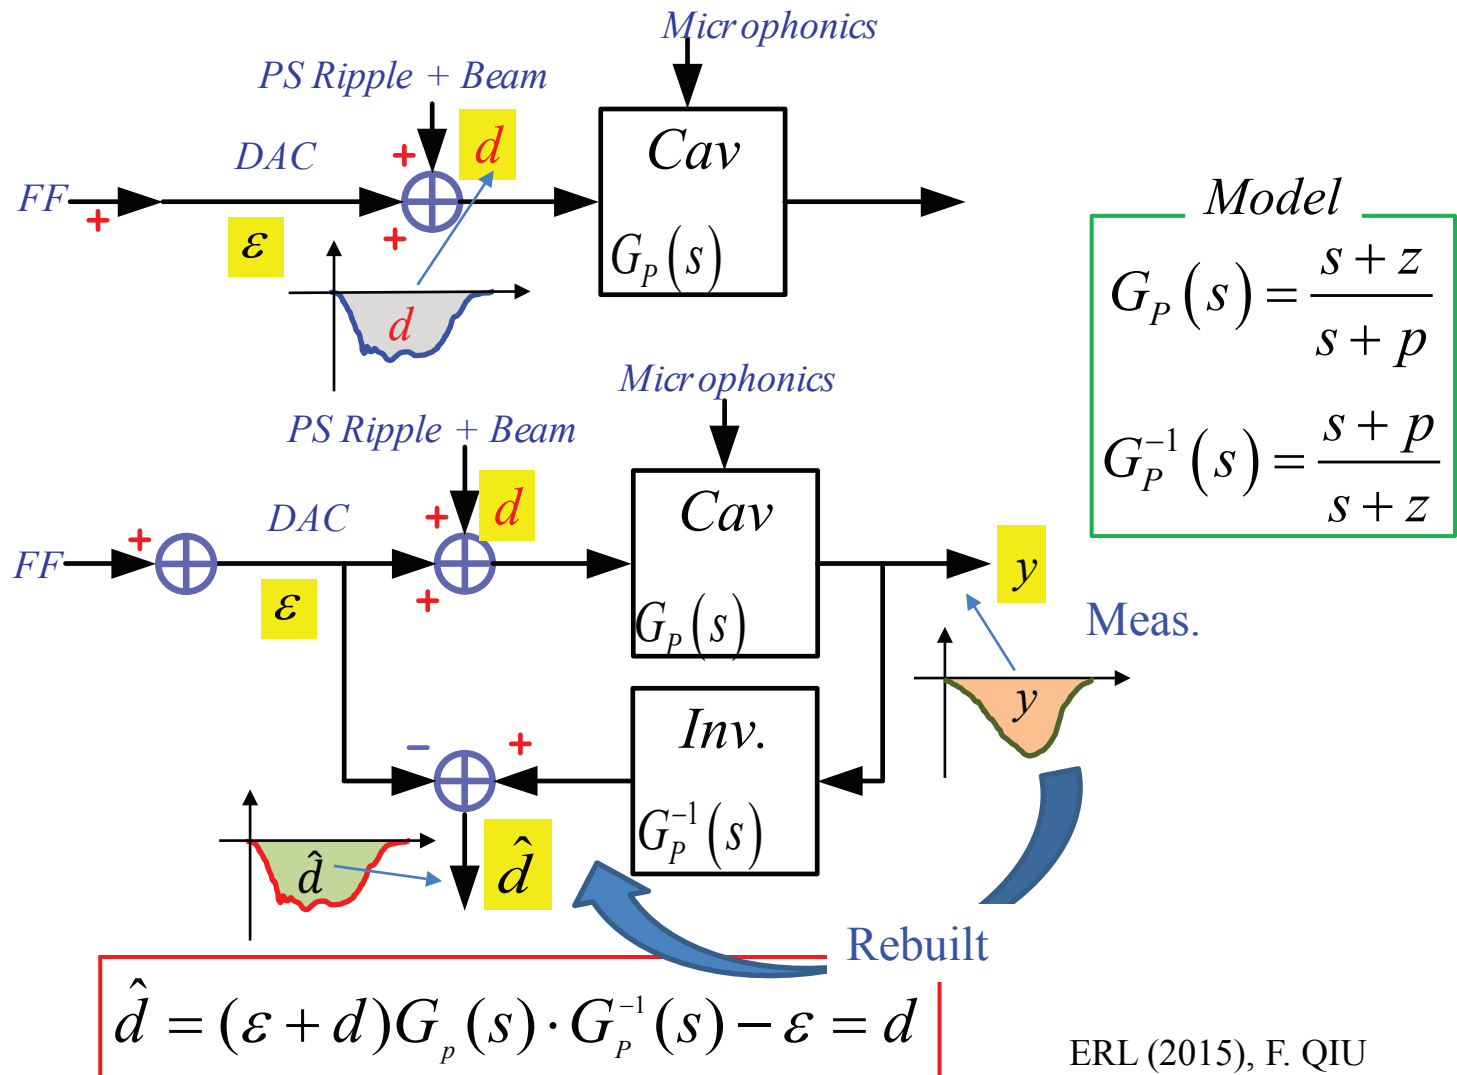 Microphonics
PS Ripple + Beam
d
Cav
DAC
+
FF
+
ε
+
G_P(s)
d
Model
G_P(s) = (s + z)/(s + p)
G_P^{-1}(s) = (s + p)/(s + z)
Microphonics
PS Ripple + Beam
d
Cav
DAC
+
+
FF
ε
+
G_P(s)
y
Meas.
y
Inv.
−
+
G_P^{-1}(s)
d̂
d̂
Rebuilt
d̂ = (ε + d)G_p(s) · G_P^{-1}(s) − ε = d
ERL (2015), F. QIU